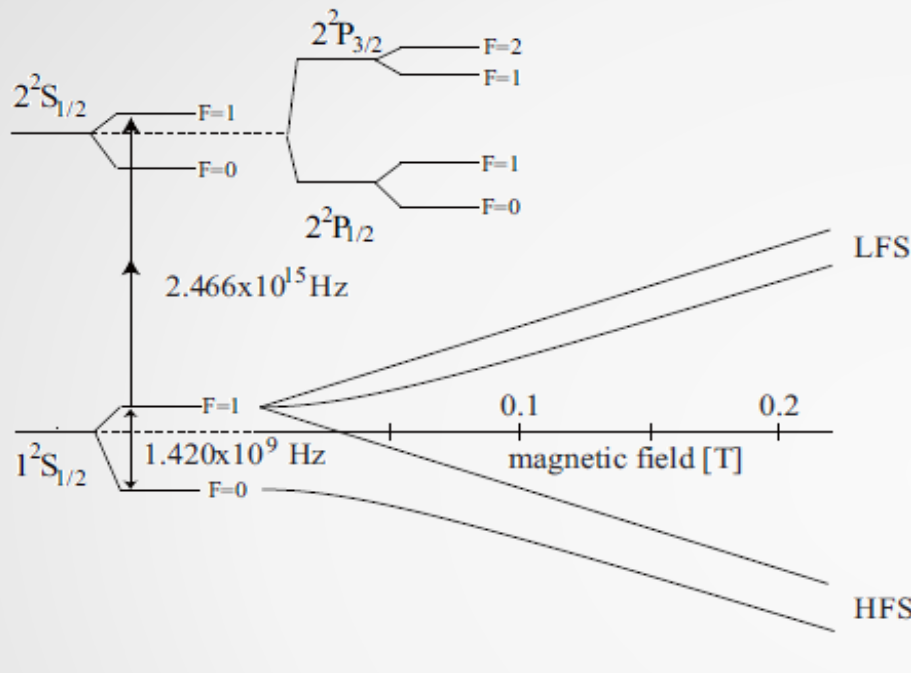 2²P₃/₂
F=2
F=1
2²S₁/₂
F=1
F=0
F=1
F=0
2²P₁/₂
LFS
2.466x10¹⁵Hz
F=1
0.1
0.2
1²S₁/₂
1.420x10⁹ Hz
magnetic field [T]
F=0
HFS